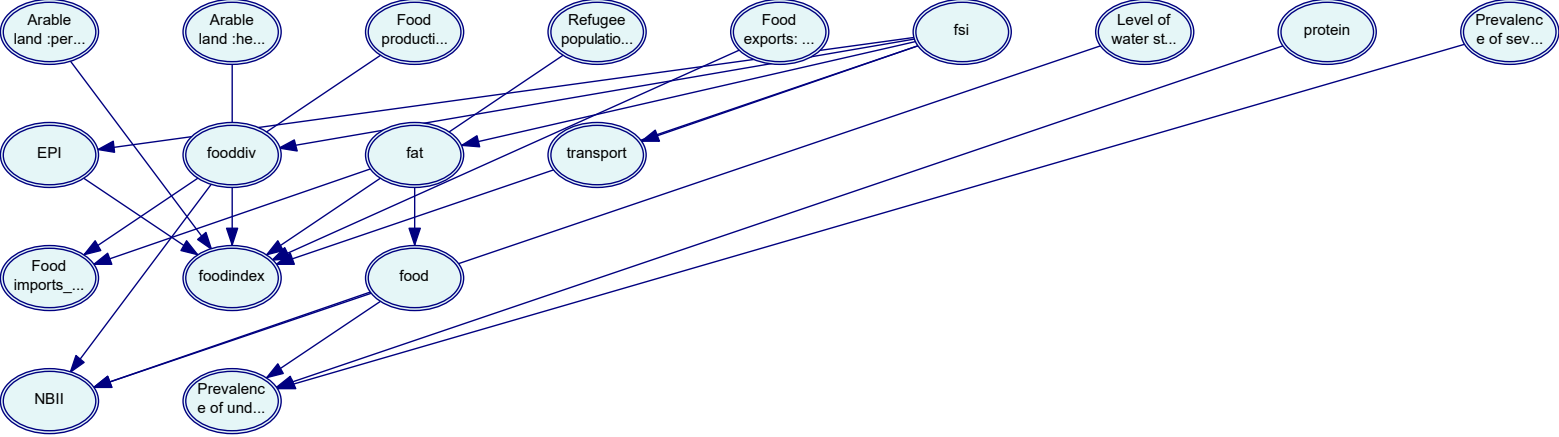 Arable
land :per...
Arable
land :he...
Food
producti...
Refugee
populatio...
Food
exports: ...
fsi
Level of
water st...
protein
Prevalenc
e of sev...
EPI
fooddiv
fat
transport
Food
imports_...
foodindex
food
NBII
Prevalenc
e of und...